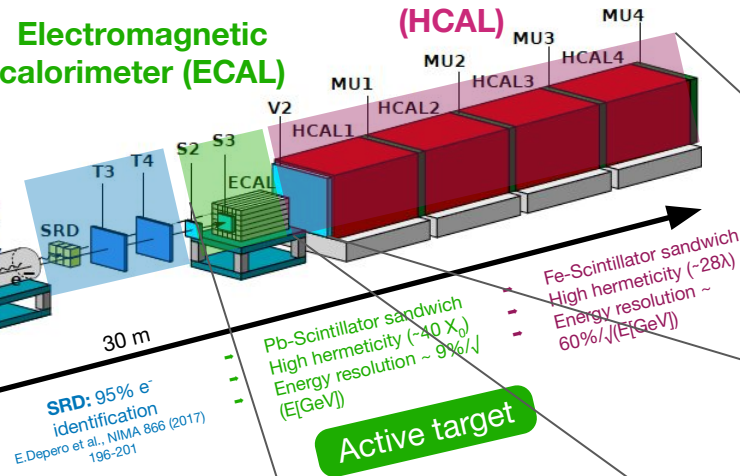 Electromagnetic
calorimeter (ECAL)
(HCAL)
MU4
MU3
MU2
MU1
V2
HCAL4
HCAL3
HCAL2
HCAL1
S3
S2
ECAL
T4
T3
SRD
e-
30 m
SRD: 95% e-
identification
E.Depero et al., NIMA 866 (2017)
196-201
- Pb-Scintillator sandwich
- High hermeticity (~40 X0)
- Energy resolution ~ 9%/√
(E[GeV])
- Fe-Scintillator sandwich
- High hermeticity (~28λ)
- Energy resolution ~
60%/√(E[GeV])
Active target